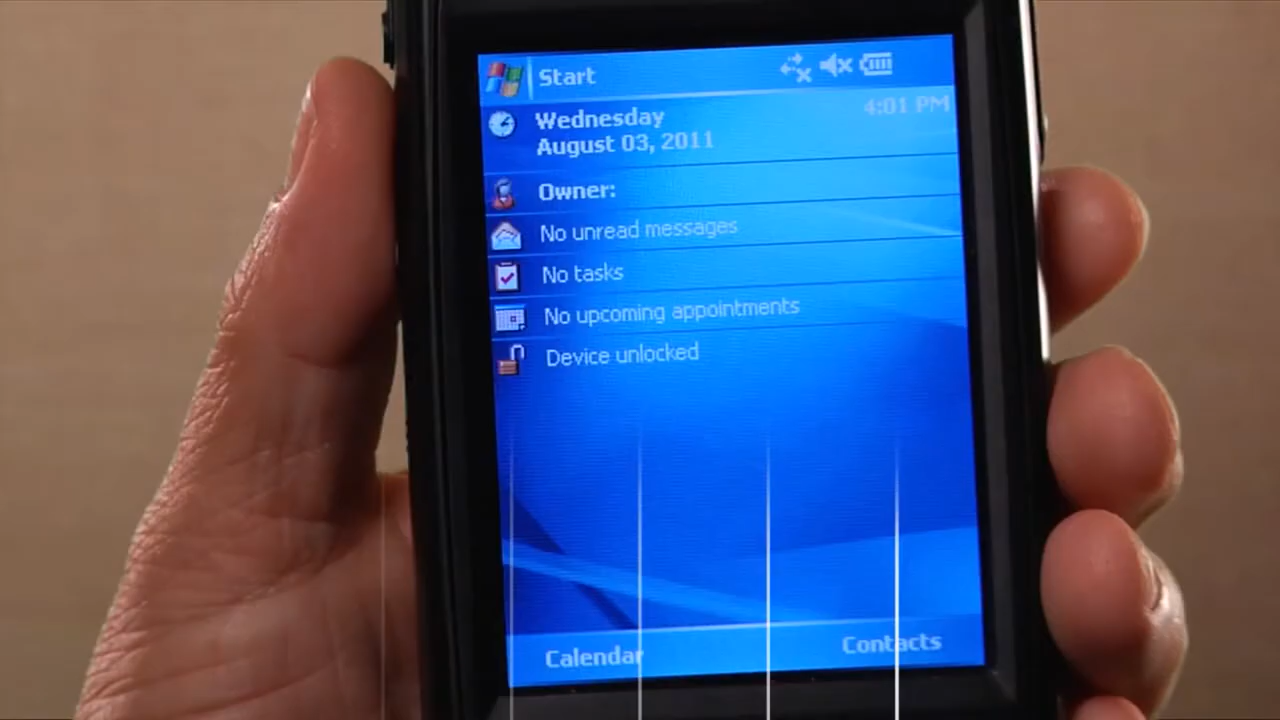 Start
4:01 PM
Wednesday
August 03, 2011
Owner:
No unread messages
No tasks
No upcoming appointments
Device unlocked
Calendar
Contacts